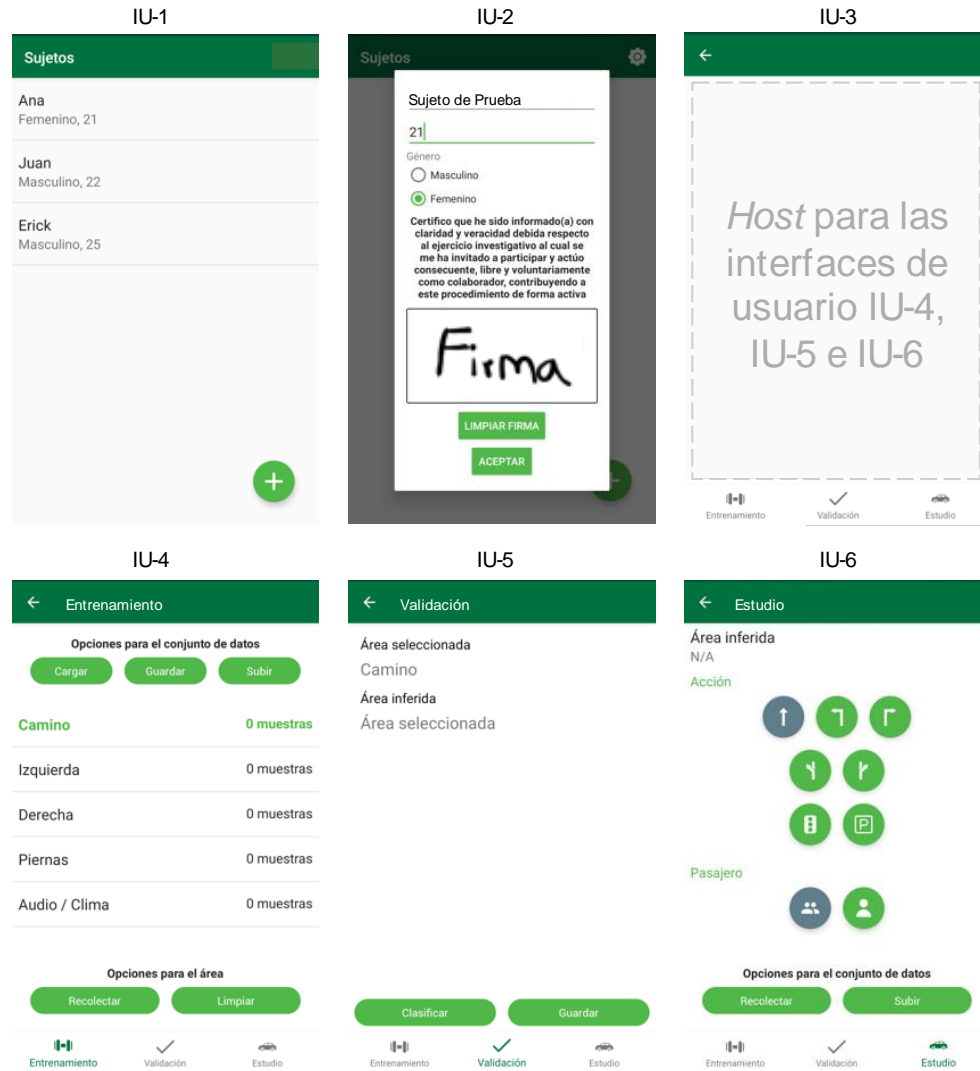 IU-1
Sujetos
Ana
Femenino, 21
Juan
Masculino, 22
Erick
Masculino, 25
IU-2
Sujetos
Sujeto de Prueba
21
Género
Masculino
Femenino
Certifico que he sido informado(a) con
claridad y veracidad debida respecto
al ejercicio investigativo al cual se
me ha invitado a participar y actúo
consecuente, libre y voluntariamente
como colaborador, contribuyendo a
este procedimiento de forma activa
Firma
LIMPIAR FIRMA
ACEPTAR
IU-3
Host para las
interfaces de
usuario IU-4,
IU-5 e IU-6
Entrenamiento Validación Estudio
IU-4
Entrenamiento
Opciones para el conjunto de datos
Cargar Guardar Subir
Camino 0 muestras
Izquierda 0 muestras
Derecha 0 muestras
Piernas 0 muestras
Audio / Clima 0 muestras
Opciones para el área
Recolectar Limpiar
Entrenamiento Validación Estudio
IU-5
Validación
Área seleccionada
Camino
Área inferida
Área seleccionada
Clasificar Guardar
Entrenamiento Validación Estudio
IU-6
Estudio
Área inferida
N/A
Acción
P
Pasajero
Opciones para el conjunto de datos
Recolectar Subir
Entrenamiento Validación Estudio